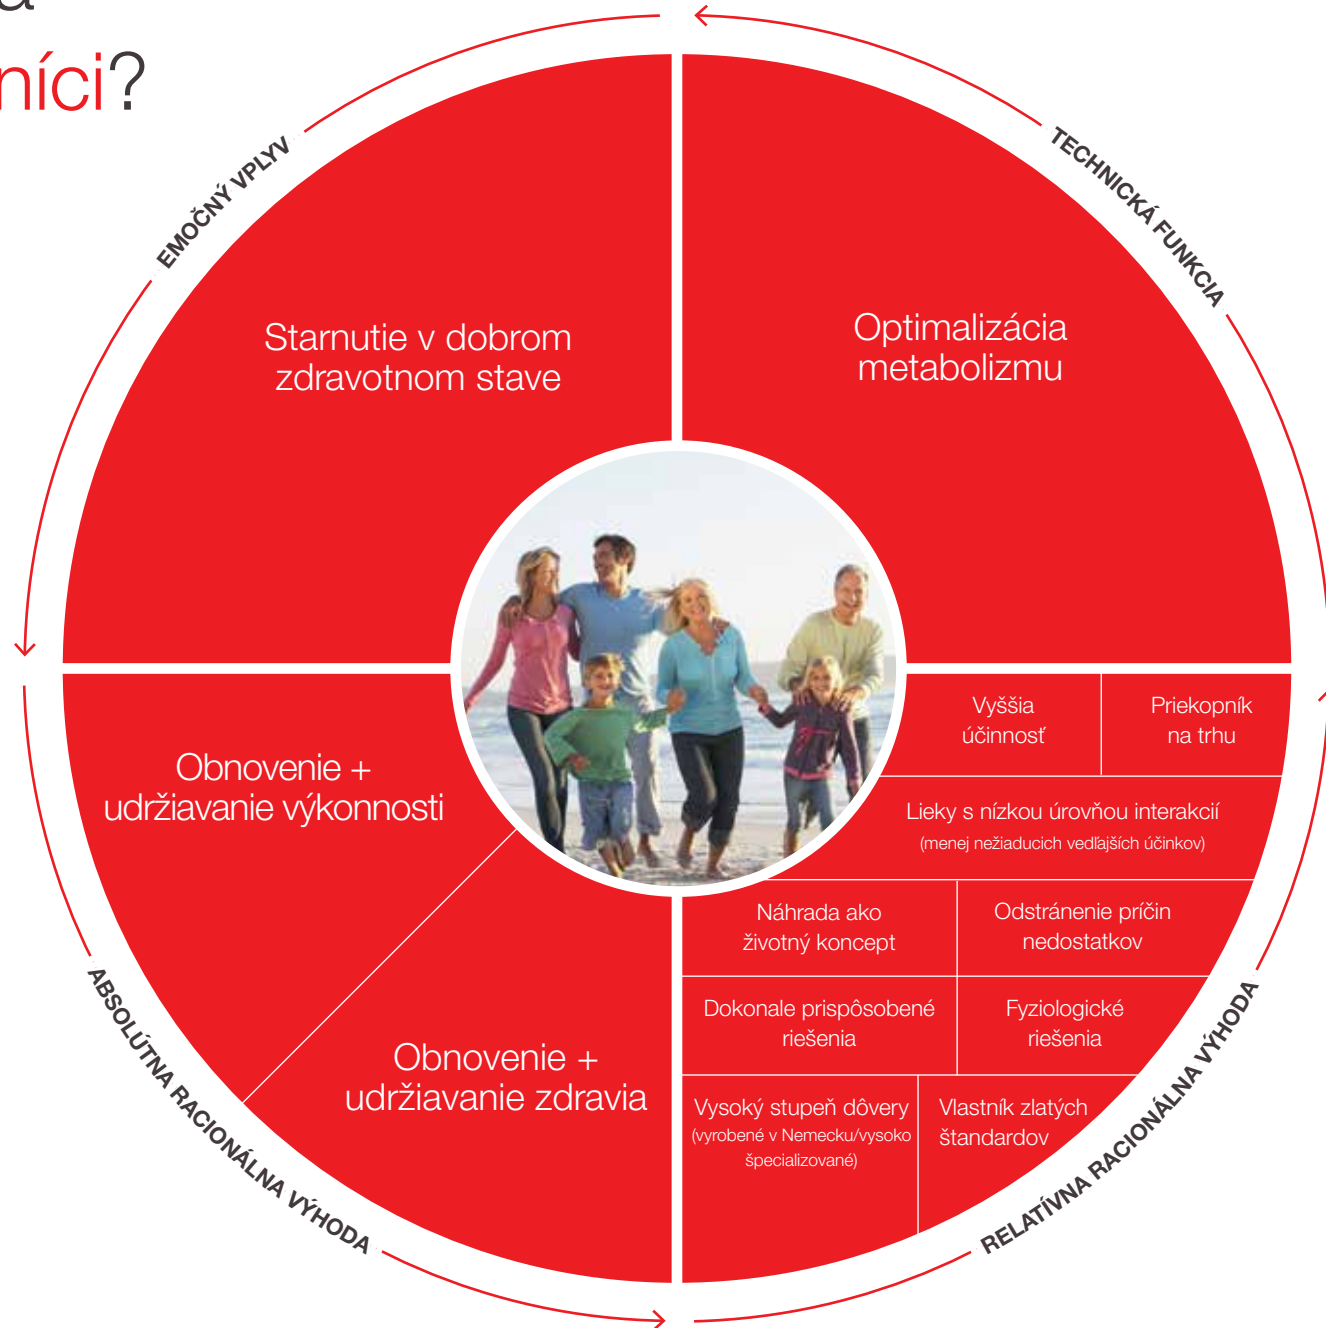 níci?
EMOČNÝ VPLYV
TECHNICKÁ FUNKCIA
Starnutie v dobrom
zdravotnom stave
Optimalizácia
metabolizmu
Obnovenie +
udržiavanie výkonnosti
Obnovenie +
udržiavanie zdravia
Vyššia
účinnosť
Priekopník
na trhu
Lieky s nízkou úrovňou interakcií
(menej nežiaducich vedľajších účinkov)
Náhrada ako
životný koncept
Odstránenie príčin
nedostatkov
Dokonale prispôsobené
riešenia
Fyziologické
riešenia
Vysoký stupeň dôvery
(vyrobené v Nemecku/vysoko
špecializované)
Vlastník zlatých
štandardov
ABSOLÚTNA RACIONÁLNA VÝHODA
RELATÍVNA RACIONÁLNA VÝHODA